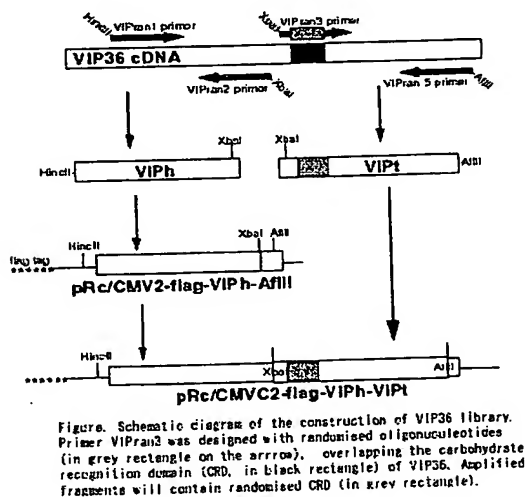 HincII VIPran1 primer XbaI VIPran3 primer
VIP36 cDNA
VIPran2 primer XbaI VIPran 5 primer AflII
XbaI XbaI
HincII VIPh VIPt AflII
flag tag HincII XbaI AflII
pRc/CMV2-flag-VIPh-AflII
HincII XbaI AflII
pRc/CMVC2-flag-VIPh-VIPt
Figure. Schematic diagram of the construction of VIP36 library.
Primer VIPran3 was designed with randomised oligonucleotides
(in grey rectangle on the arrrow), overlapping the carbohydrate
recognition domain (CRD, in black rectangle) of VIP36. Amplified
fragments will contain randomised CRD (in grey rectangle).